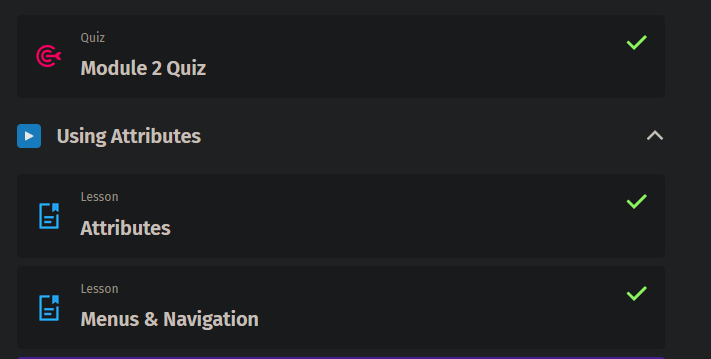 Quiz
Module 2 Quiz
Using Attributes
Lesson
Attributes
Lesson
Menus & Navigation